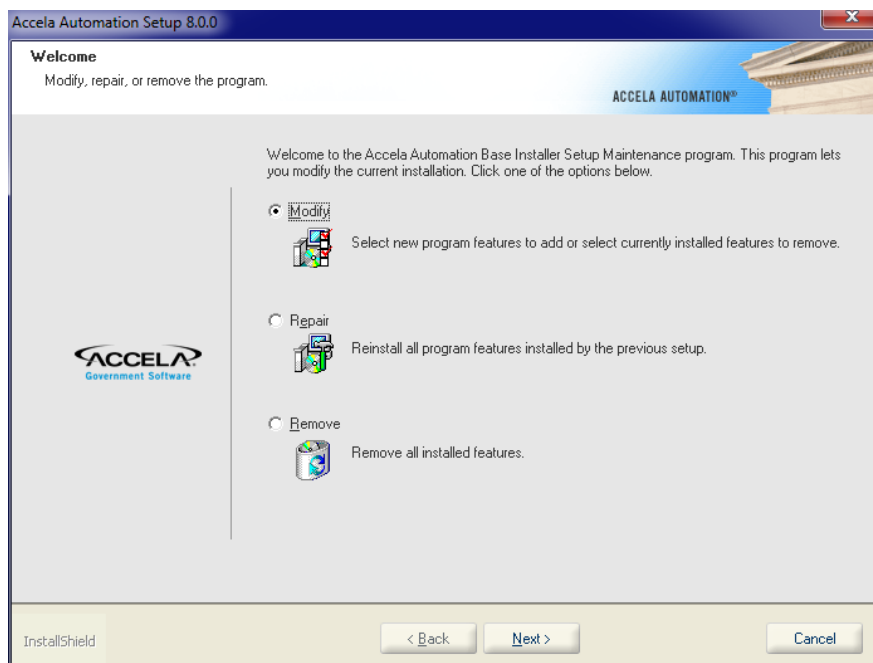 Accela Automation Setup 8.0.0
Welcome
Modify, repair, or remove the program.
ACCELA AUTOMATION®
Welcome to the Accela Automation Base Installer Setup Maintenance program. This program lets
you modify the current installation. Click one of the options below.
Modify
Select new program features to add or select currently installed features to remove.
Repair
Reinstall all program features installed by the previous setup.
ACCELA®
Government Software
Remove
Remove all installed features.
InstallShield
< Back
Next >
Cancel